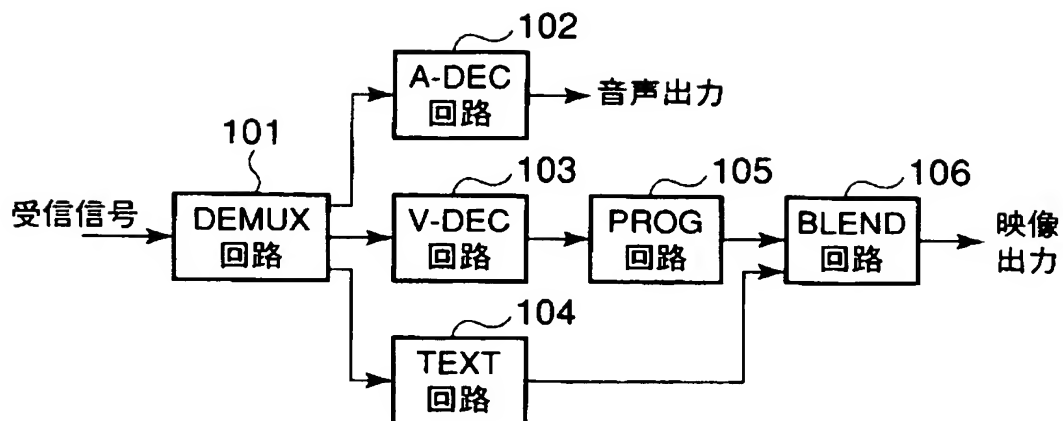 102
A-DEC
回路
音声出力
101
受信信号
DEMUX
回路
103
V-DEC
回路
105
PROG
回路
106
BLEND
回路
映像
出力
104
TEXT
回路